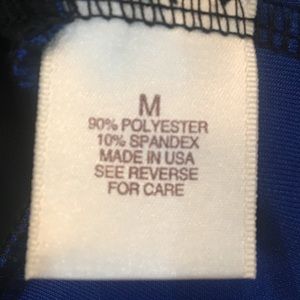 M
90% POLYESTER
10% SPANDEX
MADE IN USA
SEE REVERSE
FOR CARE